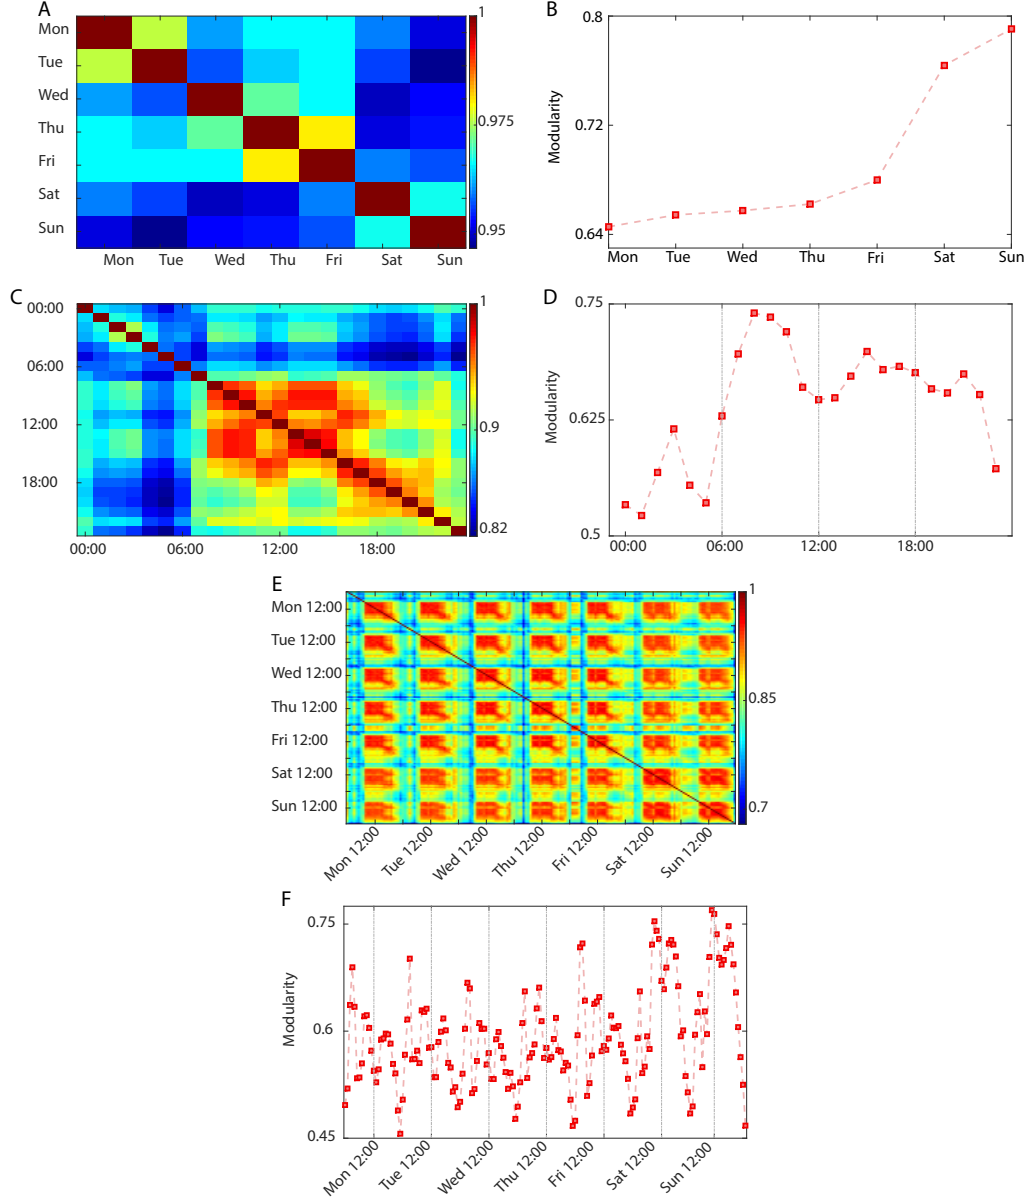 A
Mon
Tue
Wed
Thu
Fri
Sat
Sun
Mon Tue Wed Thu Fri Sat Sun
1
0.975
0.95
B
0.8
0.72
0.64
Modularity
Mon Tue Wed Thu Fri Sat Sun
C
00:00
06:00
12:00
18:00
00:00 06:00 12:00 18:00
1
0.9
0.82
D
0.75
0.625
0.5
Modularity
00:00 06:00 12:00 18:00
E
Mon 12:00
Tue 12:00
Wed 12:00
Thu 12:00
Fri 12:00
Sat 12:00
Sun 12:00
Mon 12:00 Tue 12:00 Wed 12:00 Thu 12:00 Fri 12:00 Sat 12:00 Sun 12:00
1
0.85
0.7
F
0.75
0.6
0.45
Modularity
Mon 12:00 Tue 12:00 Wed 12:00 Thu 12:00 Fri 12:00 Sat 12:00 Sun 12:00